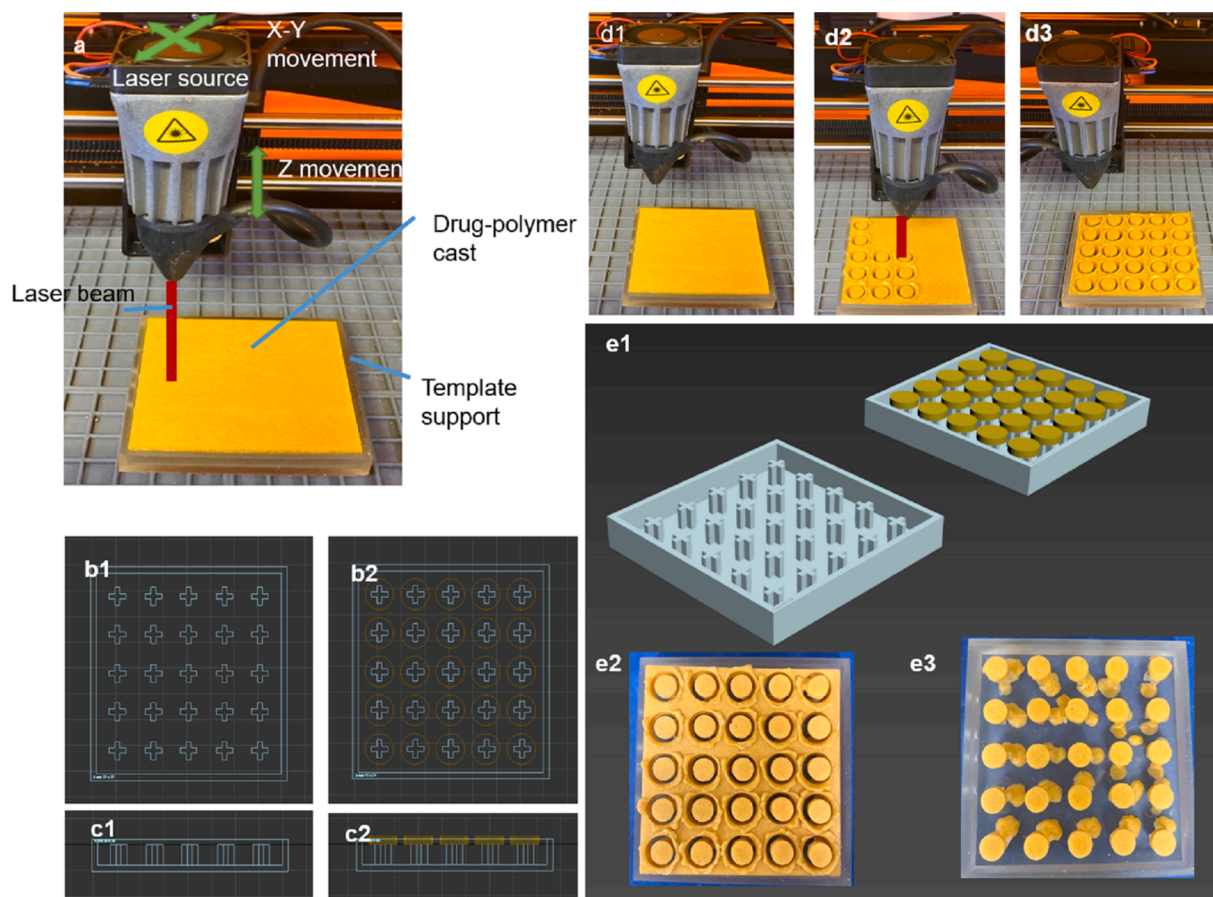 a
X-Y
movement
Laser source
Z movement
Drug-polymer
cast
Laser beam
Template
support
b1
b2
c1
c2
d1
d2
d3
e1
e2
e3